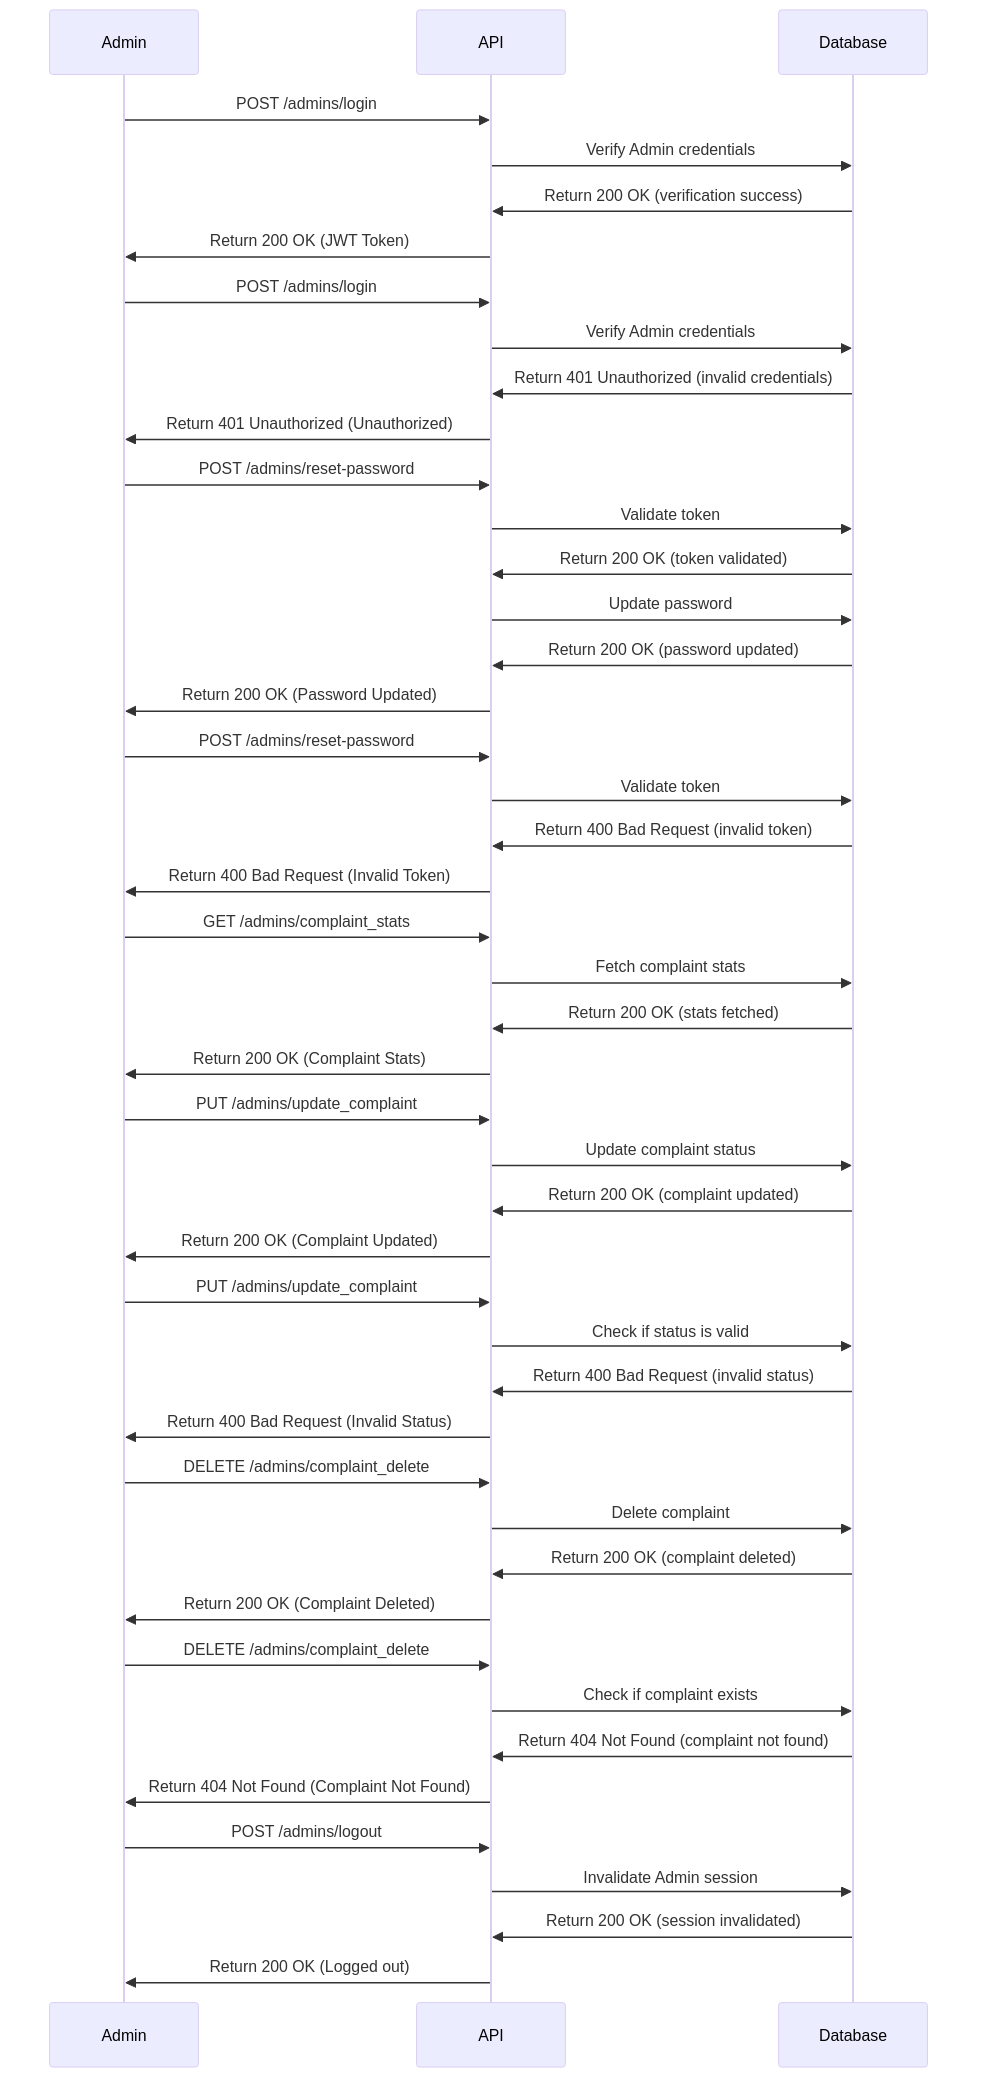 Admin
API
Database
POST /admins/login
Verify Admin credentials
Return 200 OK (verification success)
Return 200 OK (JWT Token)
POST /admins/login
Verify Admin credentials
Return 401 Unauthorized (invalid credentials)
Return 401 Unauthorized (Unauthorized)
POST /admins/reset-password
Validate token
Return 200 OK (token validated)
Update password
Return 200 OK (password updated)
Return 200 OK (Password Updated)
POST /admins/reset-password
Validate token
Return 400 Bad Request (invalid token)
Return 400 Bad Request (Invalid Token)
GET /admins/complaint_stats
Fetch complaint stats
Return 200 OK (stats fetched)
Return 200 OK (Complaint Stats)
PUT /admins/update_complaint
Update complaint status
Return 200 OK (complaint updated)
Return 200 OK (Complaint Updated)
PUT /admins/update_complaint
Check if status is valid
Return 400 Bad Request (invalid status)
Return 400 Bad Request (Invalid Status)
DELETE /admins/complaint_delete
Delete complaint
Return 200 OK (complaint deleted)
Return 200 OK (Complaint Deleted)
DELETE /admins/complaint_delete
Check if complaint exists
Return 404 Not Found (complaint not found)
Return 404 Not Found (Complaint Not Found)
POST /admins/logout
Invalidate Admin session
Return 200 OK (session invalidated)
Return 200 OK (Logged out)
Admin
API
Database